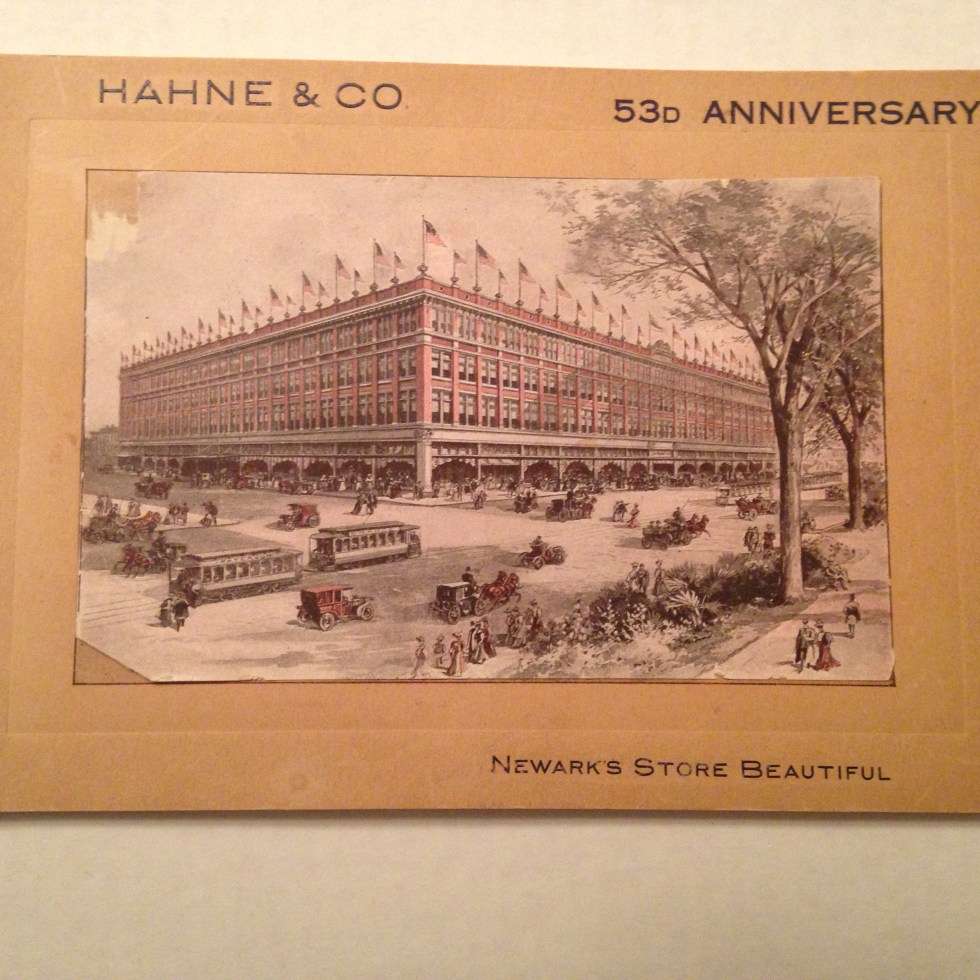 HAHNE & CO.
53D ANNIVERSARY
NEWARK'S STORE BEAUTIFUL